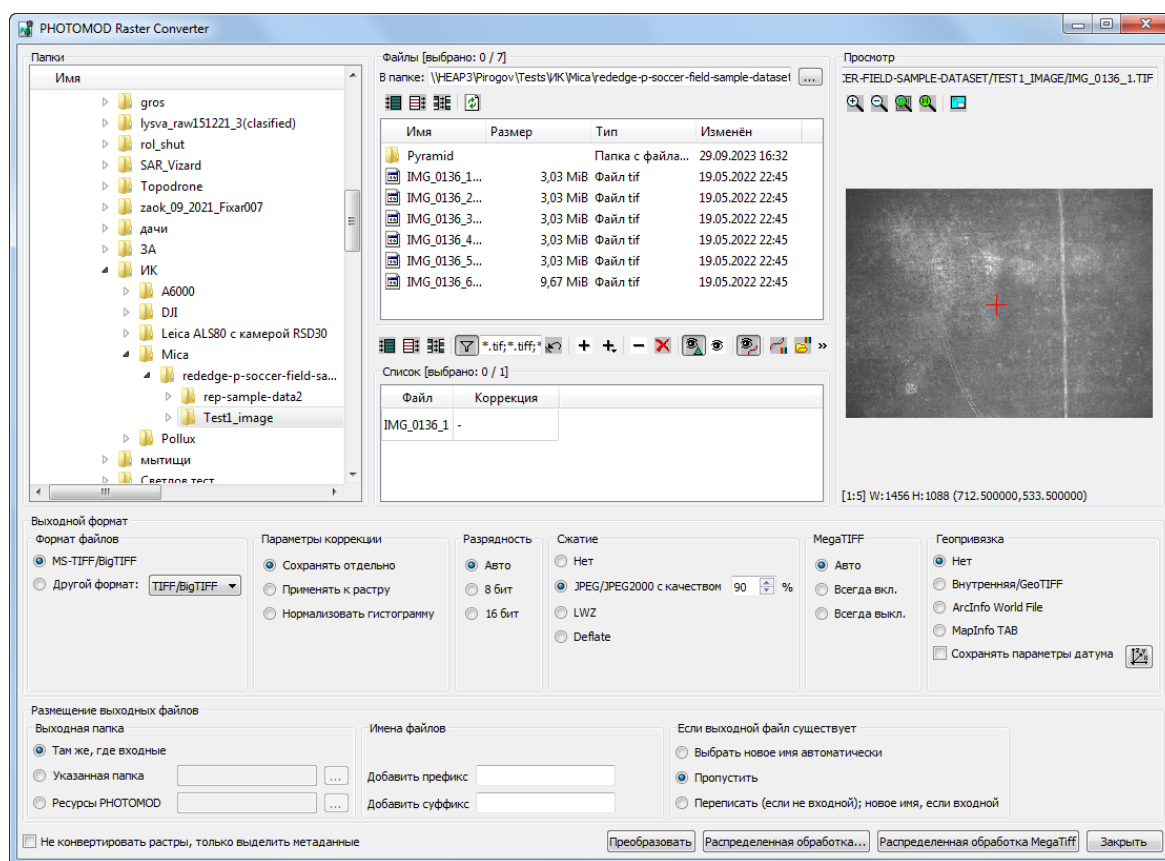 PHOTOMOD Raster Converter
Папки
Имя
gros
lysva_raw151221_3(clasified)
rol_shut
SAR_Vizard
Topodrone
zaok_09_2021_Fixar007
дачи
ЗА
ИК
A6000
DJI
Leica ALS80 с камерой RSD30
Mica
rededge-p-soccer-field-sa...
rep-sample-data2
Test1_image
Pollux
мытищи
Светлов тест
Файлы [выбрано: 0 / 7]
В папке: \\HEAP3\Pirogov\Tests\ИК\Mica\rededge-p-soccer-field-sample-dataset ...
Имя Размер Тип Изменён
Pyramid Папка с файла... 29.09.2023 16:32
IMG_0136_1... 3,03 MiB Файл tif 19.05.2022 22:45
IMG_0136_2... 3,03 MiB Файл tif 19.05.2022 22:45
IMG_0136_3... 3,03 MiB Файл tif 19.05.2022 22:45
IMG_0136_4... 3,03 MiB Файл tif 19.05.2022 22:45
IMG_0136_5... 3,03 MiB Файл tif 19.05.2022 22:45
IMG_0136_6... 9,67 MiB Файл tif 19.05.2022 22:45
*.tif;*.tiff;* »
Список [выбрано: 0 / 1]
Файл Коррекция
IMG_0136_1 -
Просмотр
CER-FIELD-SAMPLE-DATASET/TEST1_IMAGE/IMG_0136_1.TIF
[1:5] W:1456 H:1088 (712.500000,533.500000)
Выходной формат
Формат файлов
MS-TIFF/BigTIFF
Другой формат: TIFF/BigTIFF
Параметры коррекции
Сохранять отдельно
Применять к растру
Нормализовать гистограмму
Разрядность
Авто
8 бит
16 бит
Сжатие
Нет
JPEG/JPEG2000 с качеством 90 %
LWZ
Deflate
MegaTIFF
Авто
Всегда вкл.
Всегда выкл.
Геопривязка
Нет
Внутренняя/GeoTIFF
ArcInfo World File
MapInfo TAB
Сохранять параметры датума
Размещение выходных файлов
Выходная папка
Там же, где входные
Указанная папка ...
Ресурсы PHOTOMOD ...
Имена файлов
Добавить префикс
Добавить суффикс
Если выходной файл существует
Выбрать новое имя автоматически
Пропустить
Переписать (если не входной); новое имя, если входной
Не конвертировать растры, только выделить метаданные
Преобразовать Распределенная обработка... Распределенная обработка MegaTiff Закрыть